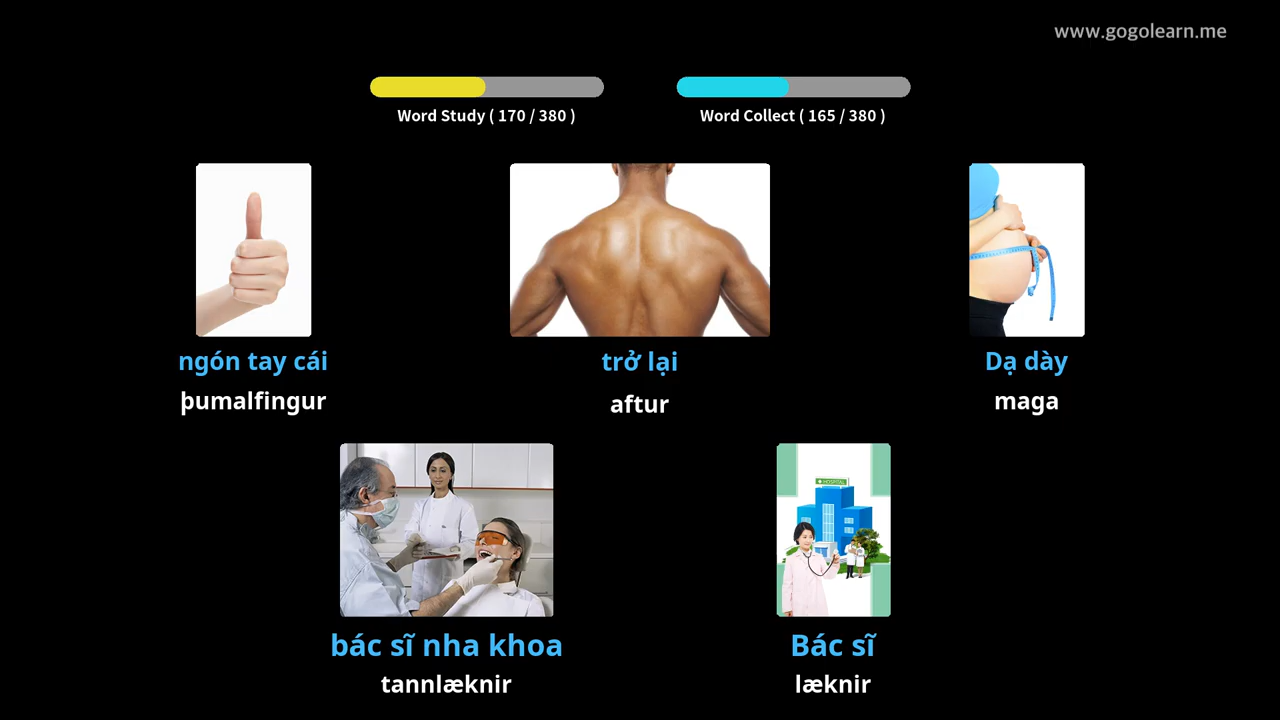 www.gogolearn.me
Word Study ( 170 / 380 )
Word Collect ( 165 / 380 )
ngón tay cái
trở lại
Dạ dày
þumalfingur
aftur
maga
HOSPITAL
bác sĩ nha khoa
Bác sĩ
tannlæknir
læknir